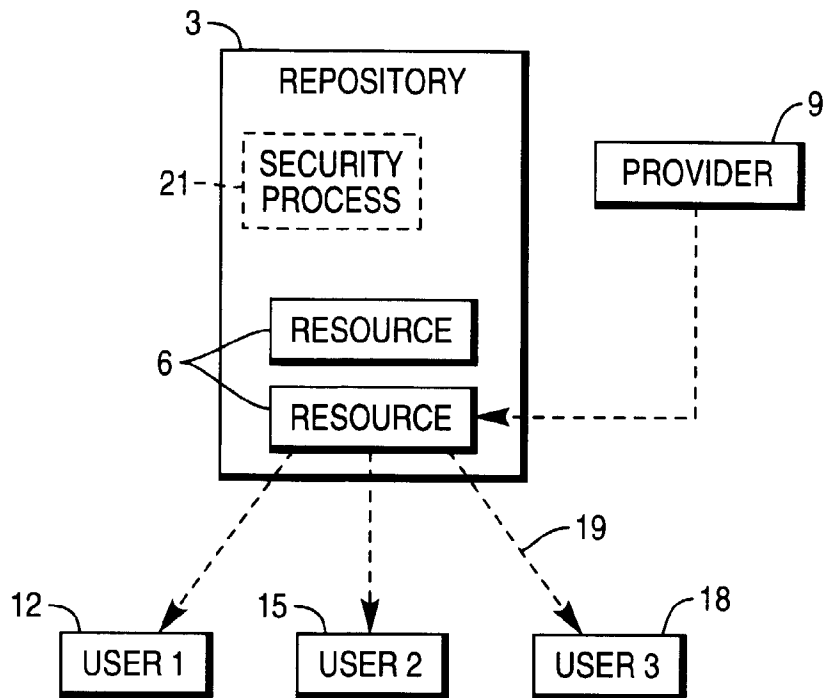 3
REPOSITORY
9
SECURITY
PROCESS
21
PROVIDER
RESOURCE
6
RESOURCE
19
12
15
18
USER 1
USER 2
USER 3